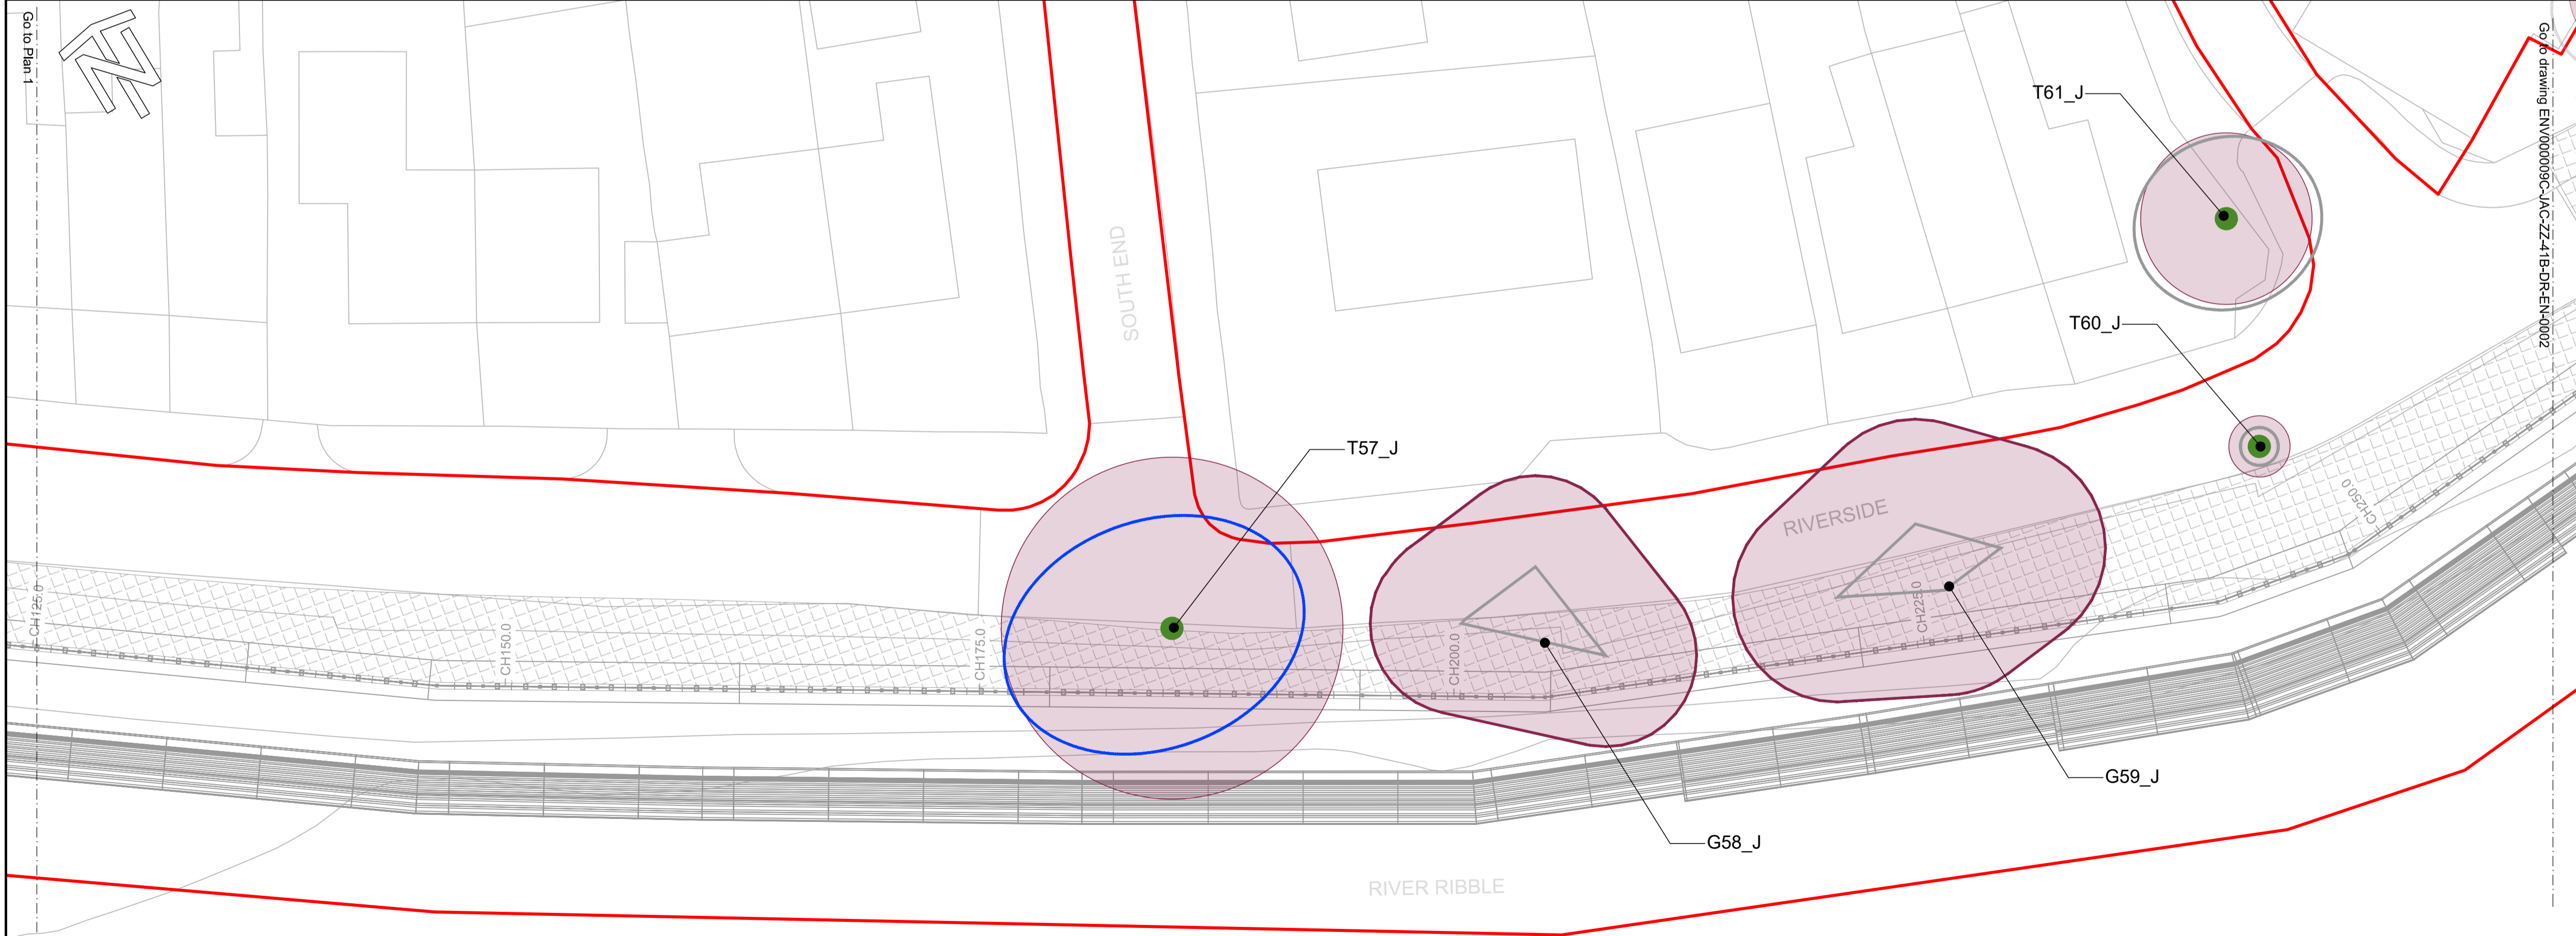 Go to Plan 1
N
T61_J
Go to drawing ENV0000009C-JAC-ZZ-41B-DR-EN-0002
SOUTH END
T60_J
T57_J
RIVERSIDE
CH125.0
CH150.0
CH175.0
CH200.0
CH225.0
CH250.0
G59_J
G58_J
RIVER RIBBLE